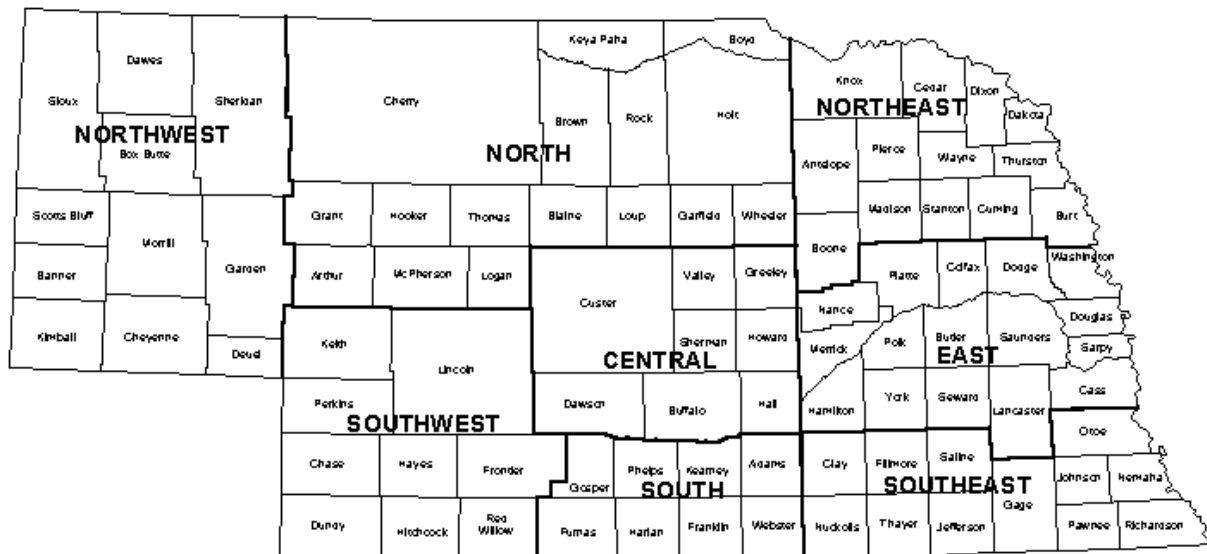 Keya Paha
Boyd
Dawes
Knox
Cedar
Dixon
Sioux
Sheridan
Cherry
NORTHEAST
Dakota
Brown
Rock
Holt
NORTHWEST
NORTH
Box Butte
Antelope
Pierce
Wayne
Thurston
Scotts Bluff
Grant
Hooker
Thomas
Blaine
Loup
Garfield
Wheeler
Madison
Stanton
Cuming
Burt
Morrill
Boone
Banner
Garden
Arthur
McPherson
Logan
Valley
Greeley
Platte
Colfax
Dodge
Washington
Custer
Nance
Douglas
Kimball
Cheyenne
Deuel
Keith
Lincoln
Sherman
Howard
Merrick
Polk
Butler
Saunders
Sarpy
CENTRAL
EAST
Perkins
Dawson
Buffalo
Hall
Hamilton
York
Seward
Lancaster
Cass
SOUTHWEST
Otoe
Chase
Hayes
Frontier
Gosper
Phelps
Kearney
Adams
Clay
Fillmore
Saline
SOUTH
SOUTHEAST
Johnson
Nemaha
Gage
Dundy
Hitchcock
Red
Willow
Furnas
Harlan
Franklin
Webster
Nuckolls
Thayer
Jefferson
Pawnee
Richardson